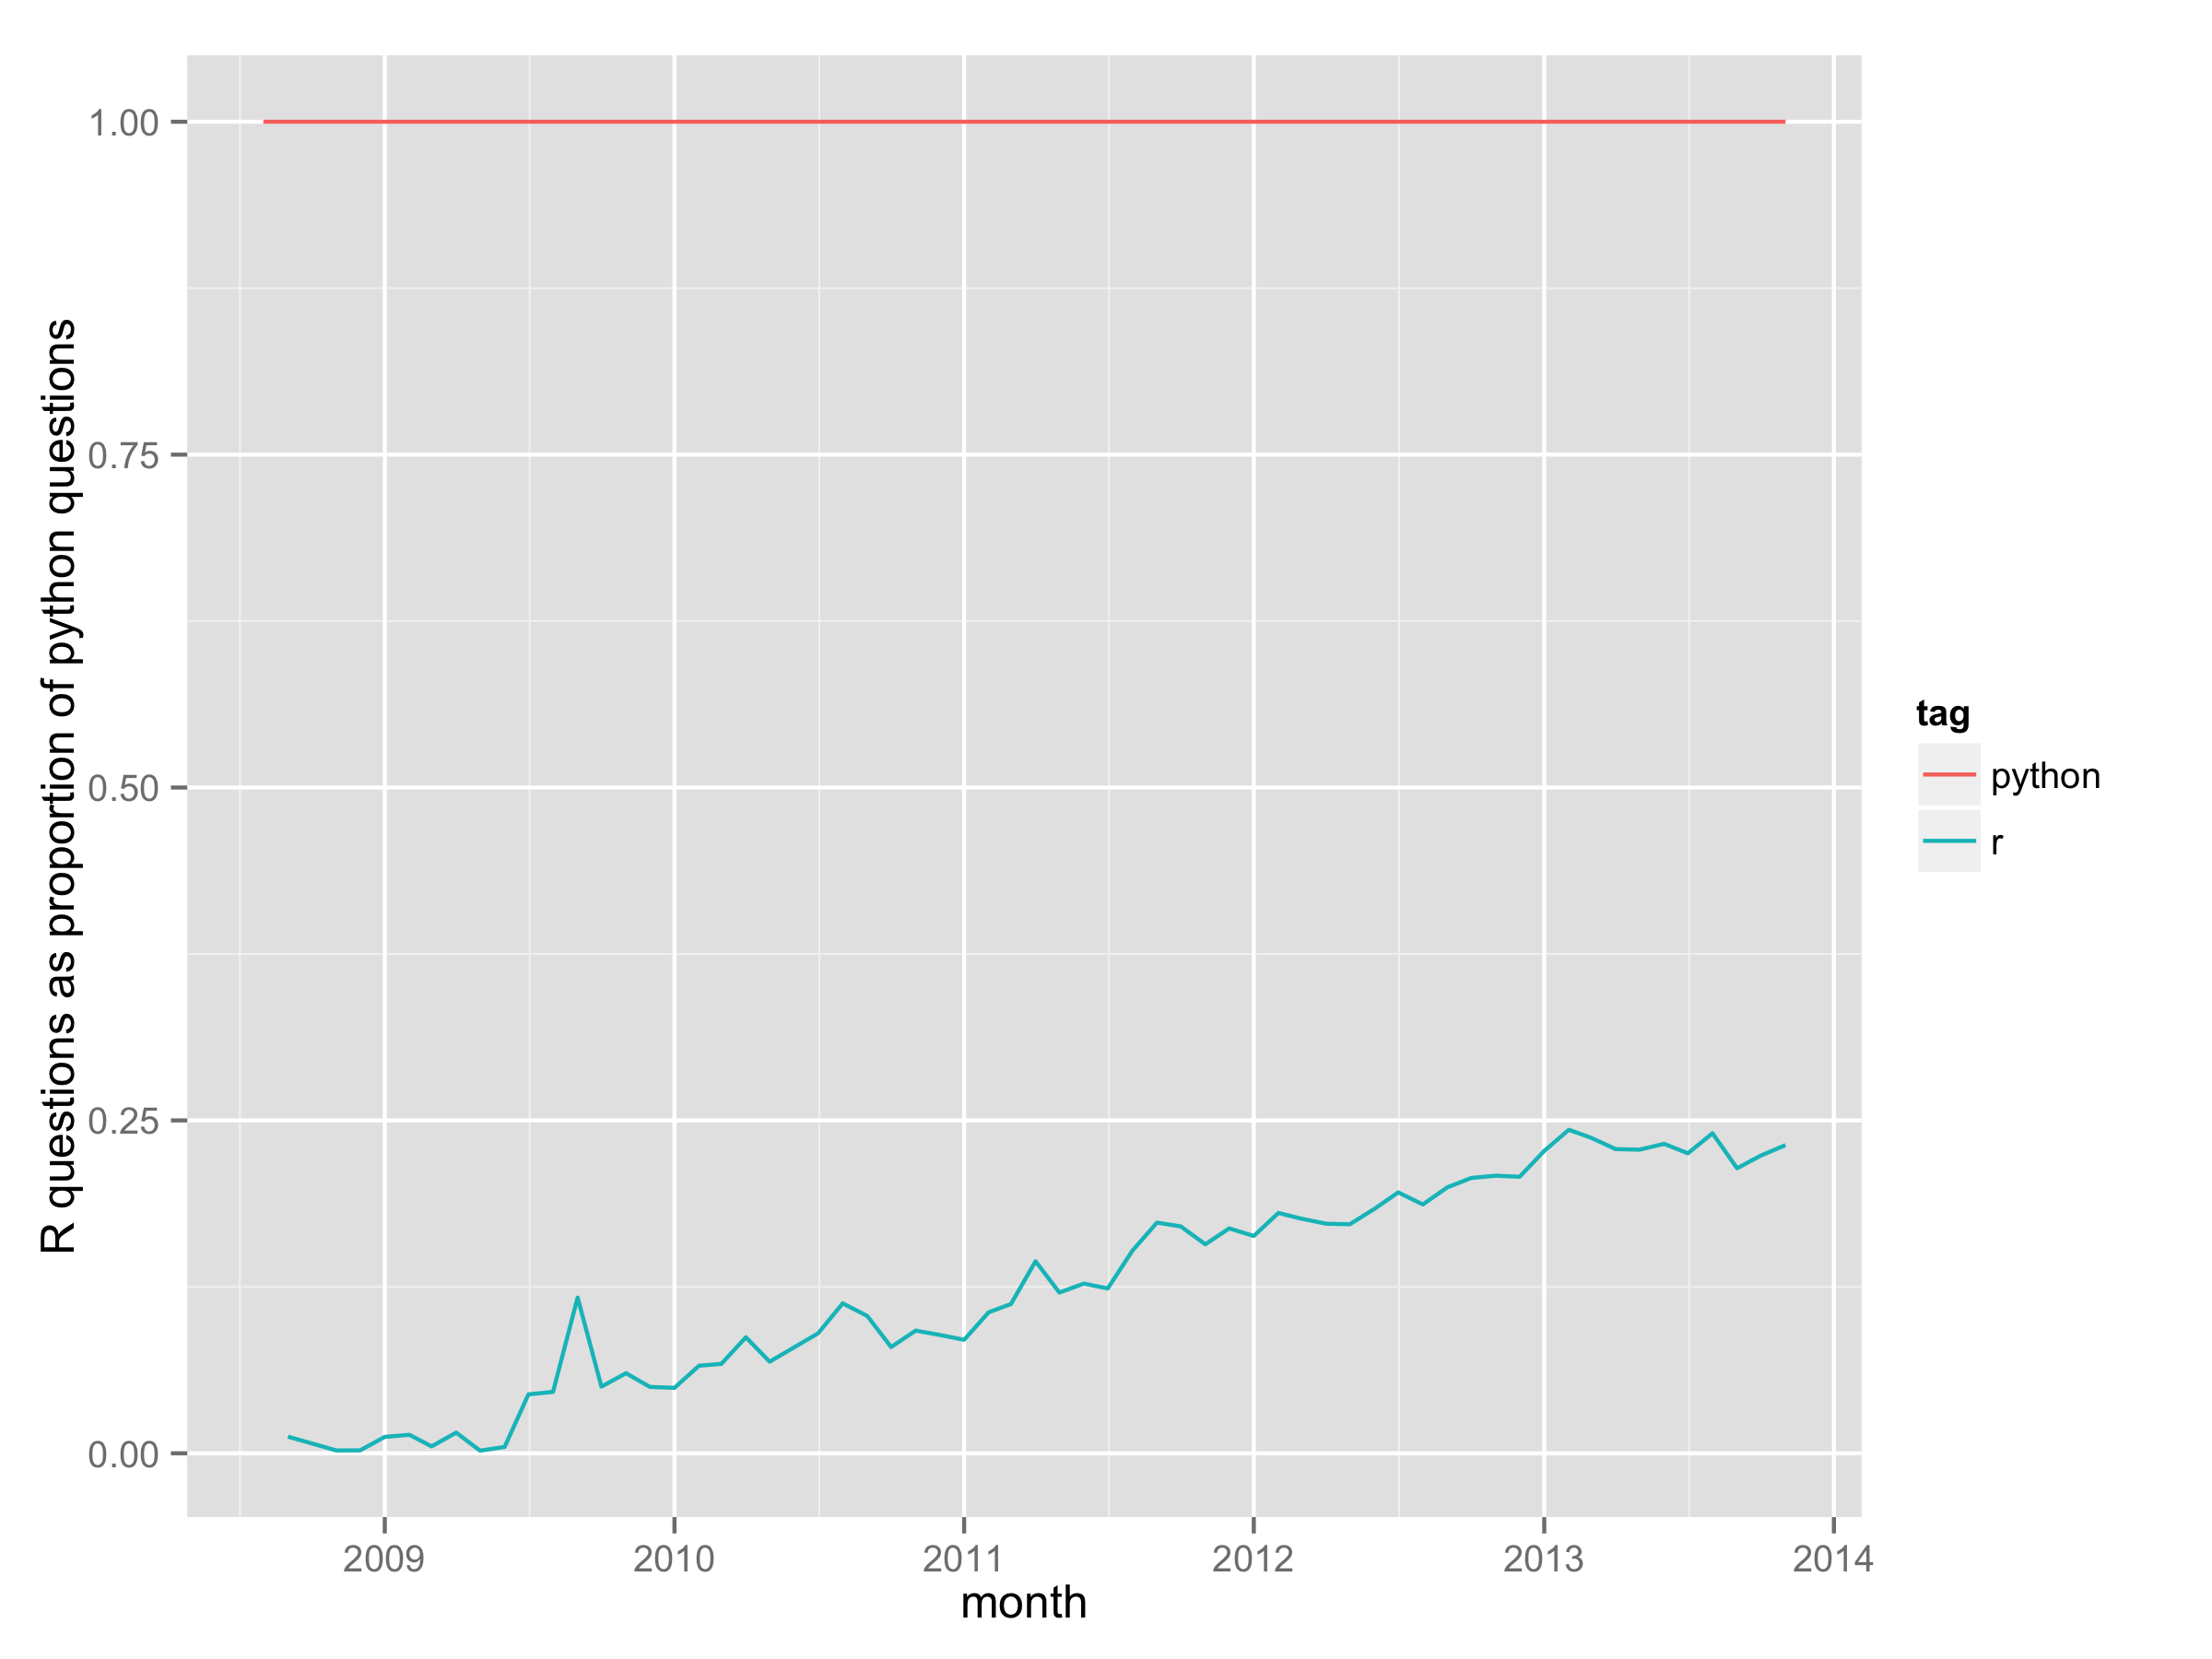 R questions as proportion of python questions
1.00
0.75
0.50
0.25
0.00
2009 2010 2011 2012 2013 2014
month
tag
python
r